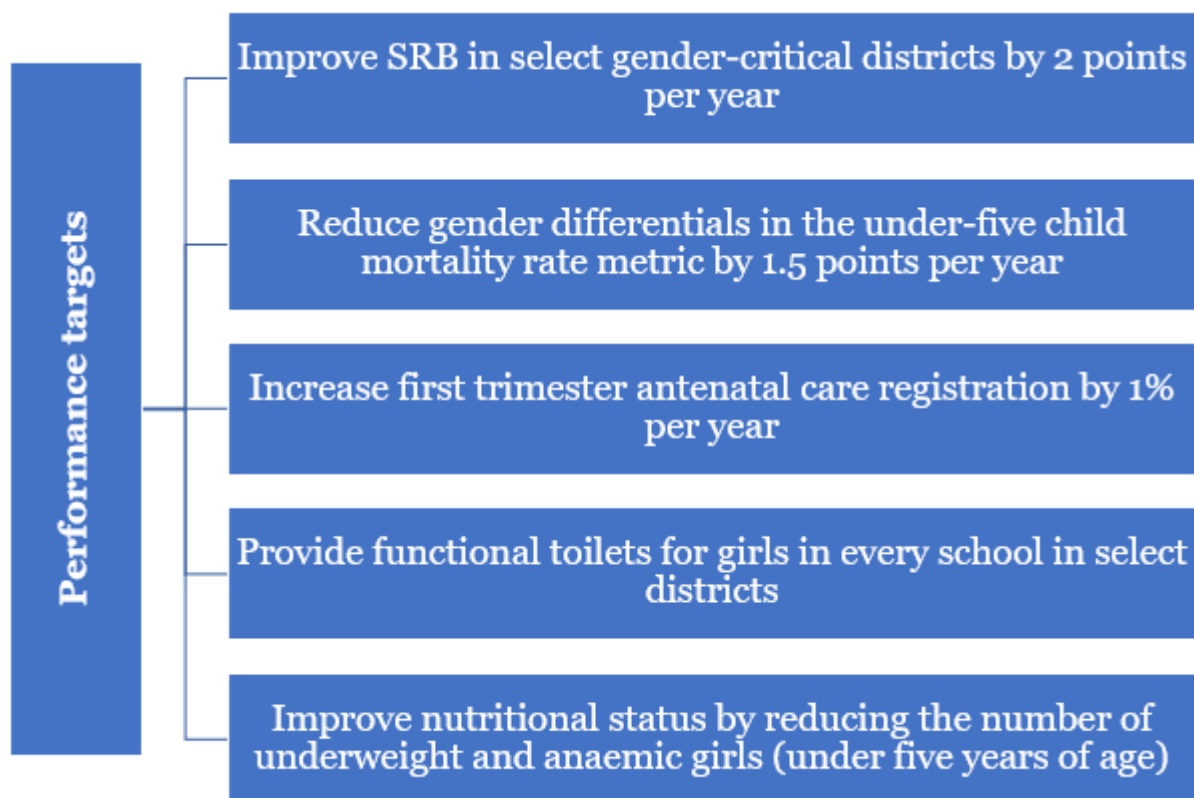 Performance targets
Improve SRB in select gender-critical districts by 2 points
per year
Reduce gender differentials in the under-five child
mortality rate metric by 1.5 points per year
Increase first trimester antenatal care registration by 1%
per year
Provide functional toilets for girls in every school in select
districts
Improve nutritional status by reducing the number of
underweight and anaemic girls (under five years of age)